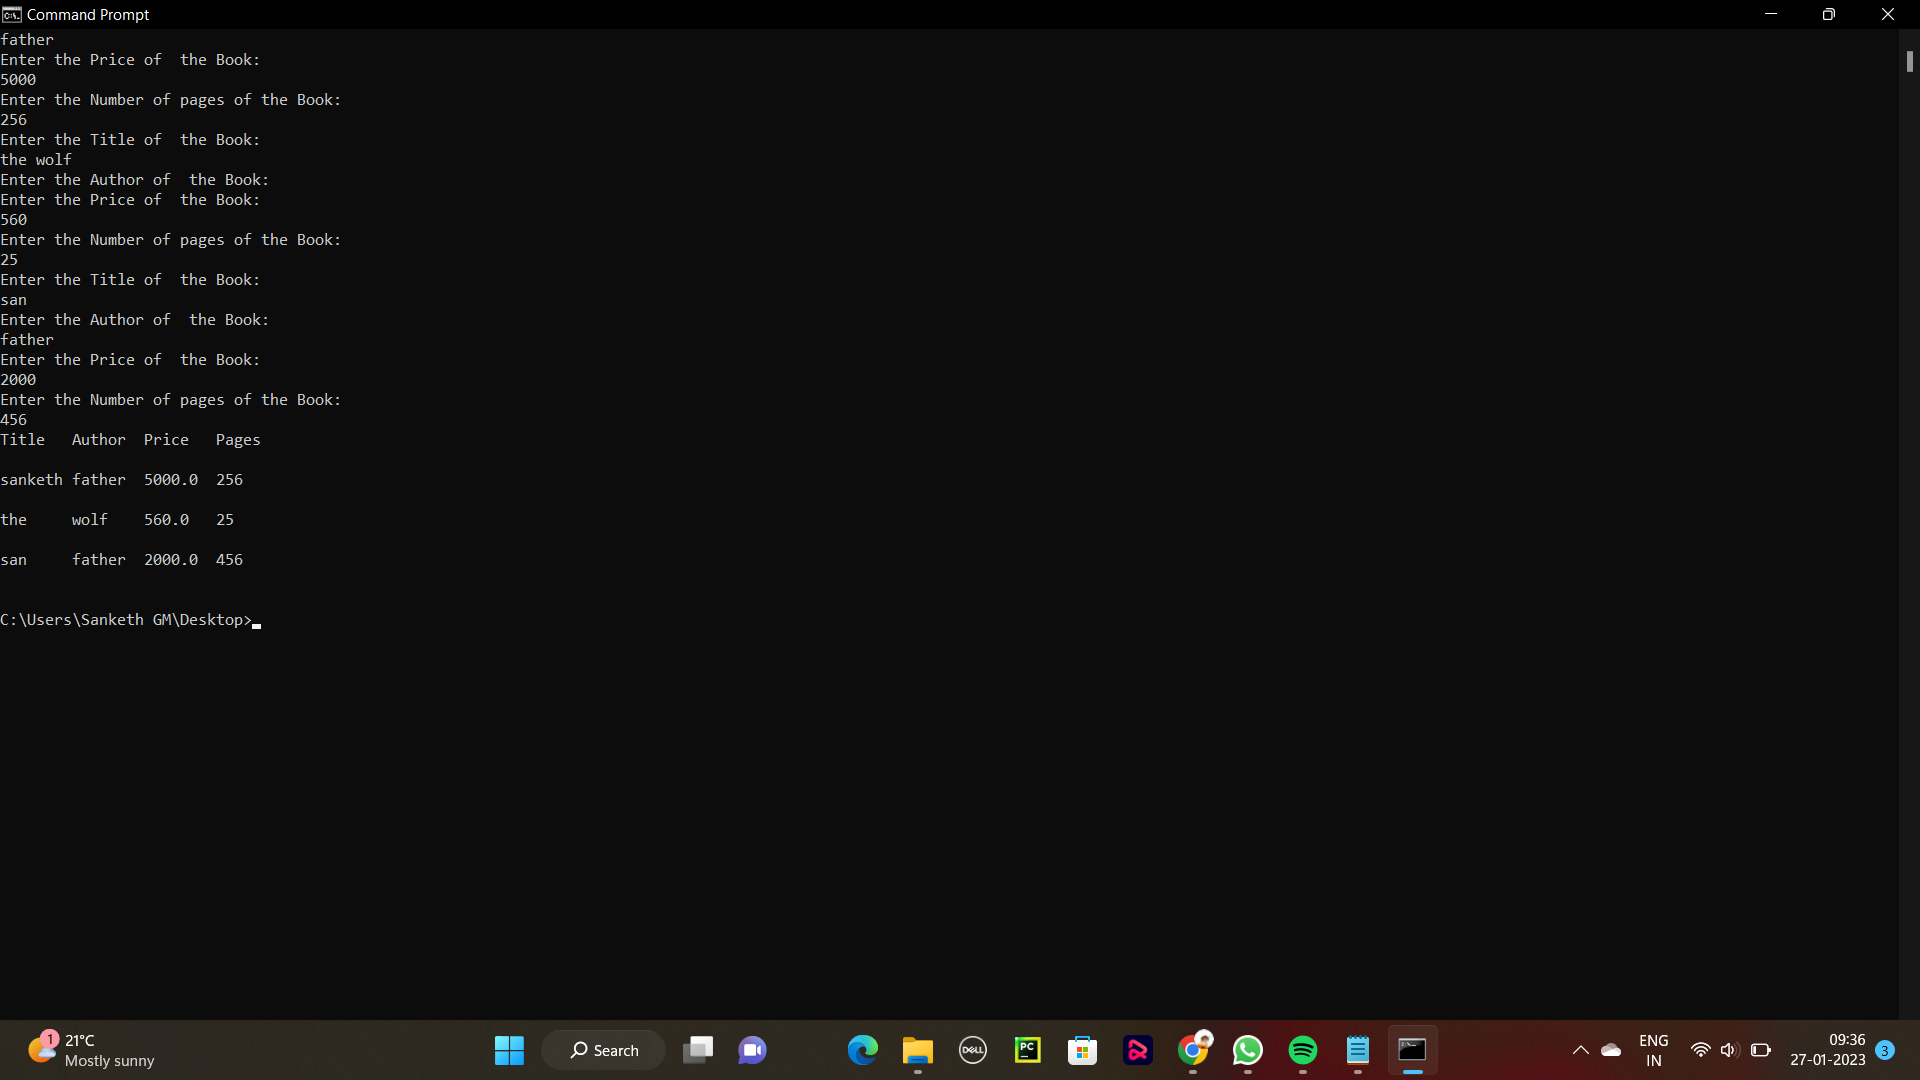 Command Prompt
father
Enter the Price of  the Book:
5000
Enter the Number of pages of the Book:
256
Enter the Title of  the Book:
the wolf
Enter the Author of  the Book:
Enter the Price of  the Book:
560
Enter the Number of pages of the Book:
25
Enter the Title of  the Book:
san
Enter the Author of  the Book:
father
Enter the Price of  the Book:
2000
Enter the Number of pages of the Book:
456
Title   Author  Price   Pages
sanketh father  5000.0  256
the     wolf    560.0   25
san     father  2000.0  456
C:\Users\Sanketh GM\Desktop>
1
21°C
Mostly sunny
Search
DELL
PC
ENG
IN
09:36
27-01-2023
3